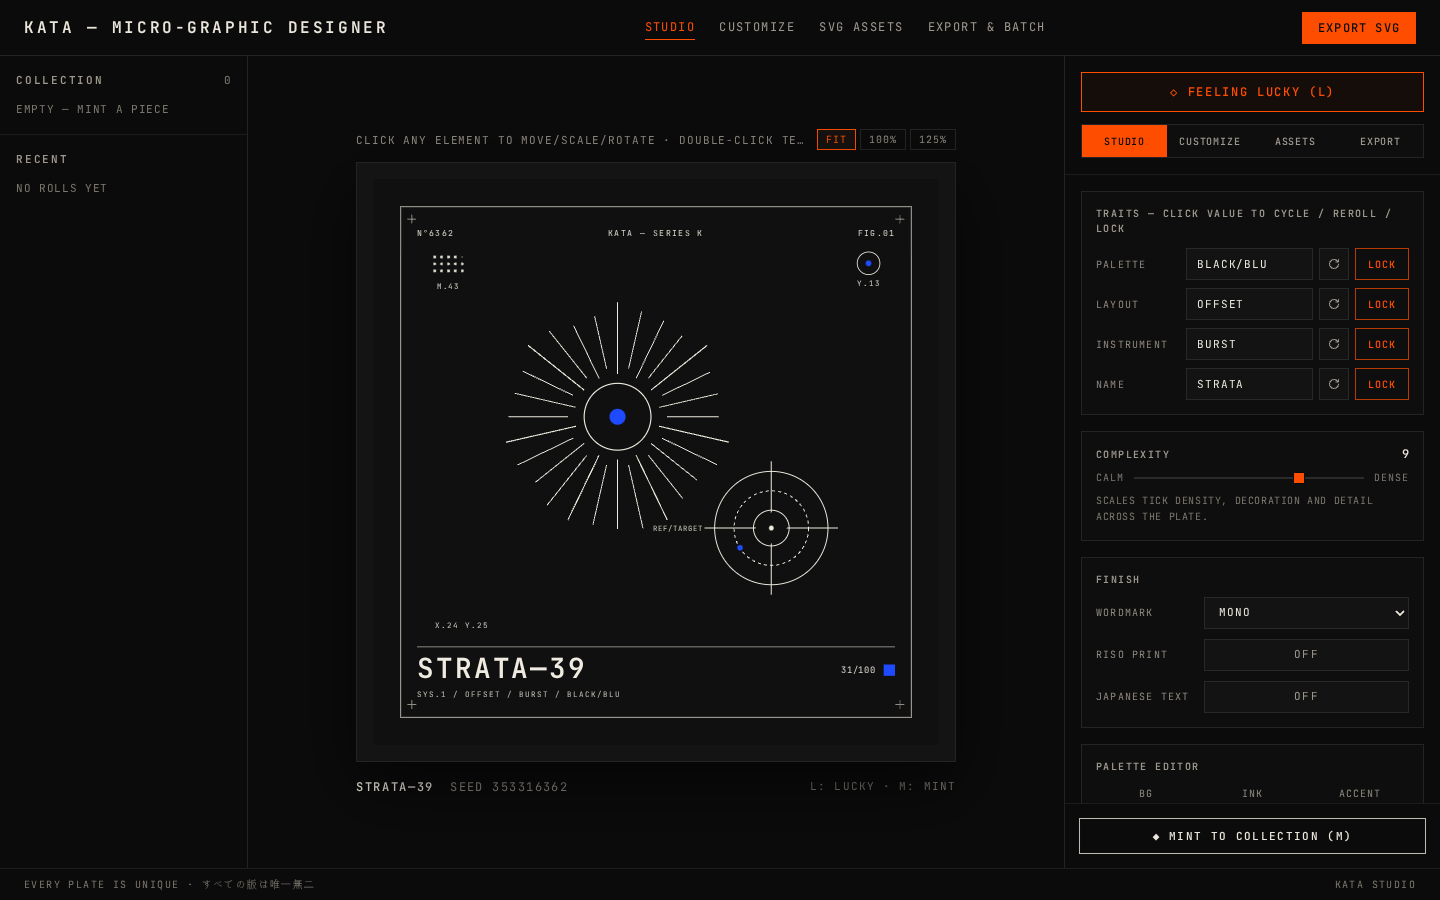 KATA — MICRO-GRAPHIC DESIGNER
STUDIO
CUSTOMIZE
SVG ASSETS
EXPORT & BATCH
EXPORT SVG
COLLECTION
0
EMPTY — MINT A PIECE
RECENT
NO ROLLS YET
CLICK ANY ELEMENT TO MOVE/SCALE/ROTATE · DOUBLE-CLICK TE…
FIT
100%
125%
N°6362
KATA — SERIES K
FIG.01
M.43
Y.13
REF/TARGET
X.24 Y.25
STRATA—39
31/100
SYS.1 / OFFSET / BURST / BLACK/BLU
STRATA—39 SEED 353316362
L: LUCKY · M: MINT
◇ FEELING LUCKY (L)
STUDIO
CUSTOMIZE
ASSETS
EXPORT
TRAITS — CLICK VALUE TO CYCLE / REROLL /
LOCK
PALETTE
BLACK/BLU
LOCK
LAYOUT
OFFSET
LOCK
INSTRUMENT
BURST
LOCK
NAME
STRATA
LOCK
COMPLEXITY
9
CALM
DENSE
SCALES TICK DENSITY, DECORATION AND DETAIL
ACROSS THE PLATE.
FINISH
WORDMARK
MONO
RISO PRINT
OFF
JAPANESE TEXT
OFF
PALETTE EDITOR
BG
INK
ACCENT
◆ MINT TO COLLECTION (M)
EVERY PLATE IS UNIQUE · すべての版は唯一無二
KATA STUDIO